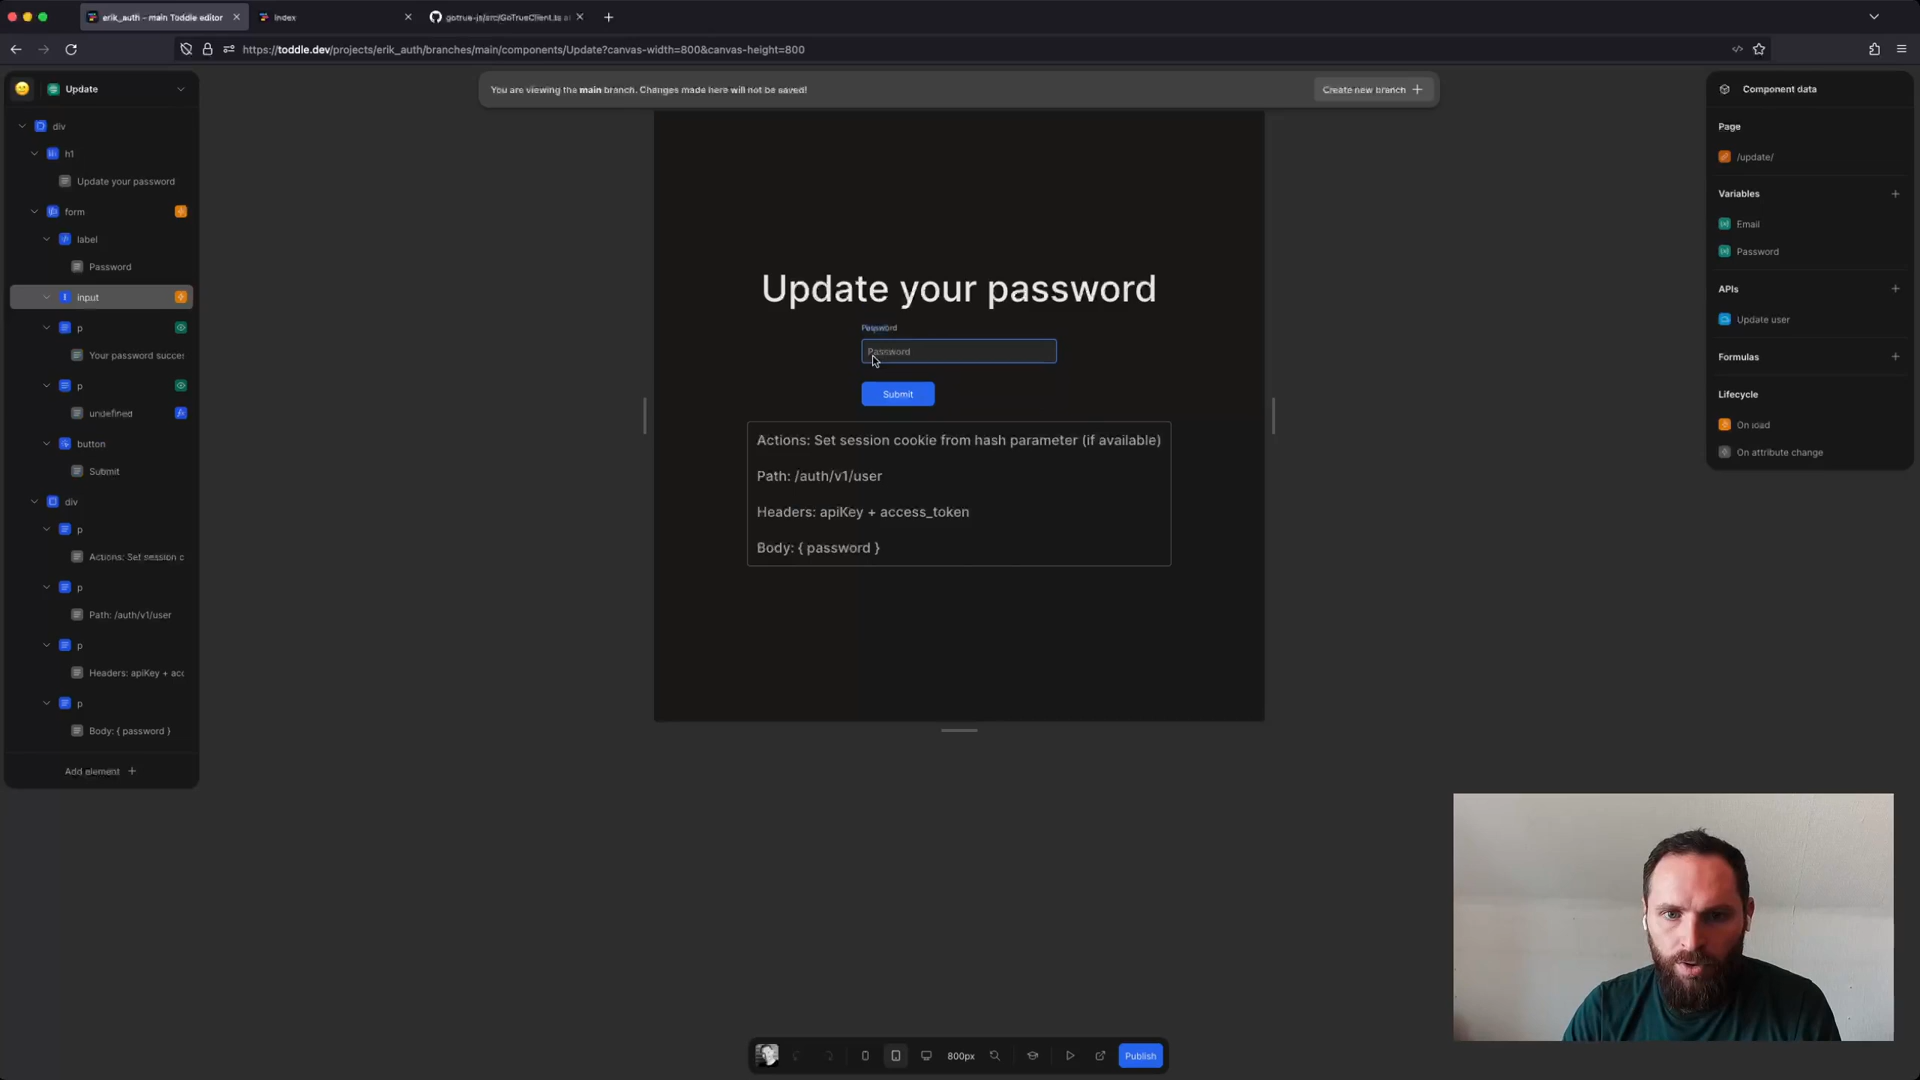 erik_auth – main Toddle editor
Index
gotrue-js/src/GoTrueClient.ts a
https://toddle.dev/projects/erik_auth/branches/main/components/Update?canvas-width=800&canvas-height=800
Update
You are viewing the main branch. Changes made here will not be saved!
Create new branch
Component data
div
h1
Update your password
form
label
Password
input
p
Your password succes
p
undefined
button
Submit
div
p
Actions: Set session c
p
Path: /auth/v1/user
p
Headers: apiKey + acc
p
Body: { password }
Add element
Update your password
Password
Password
Submit
Actions: Set session cookie from hash parameter (if available)
Path: /auth/v1/user
Headers: apiKey + access_token
Body: { password }
Page
/update/
Variables
Email
Password
APIs
Update user
Formulas
Lifecycle
On load
On attribute change
800px
Publish